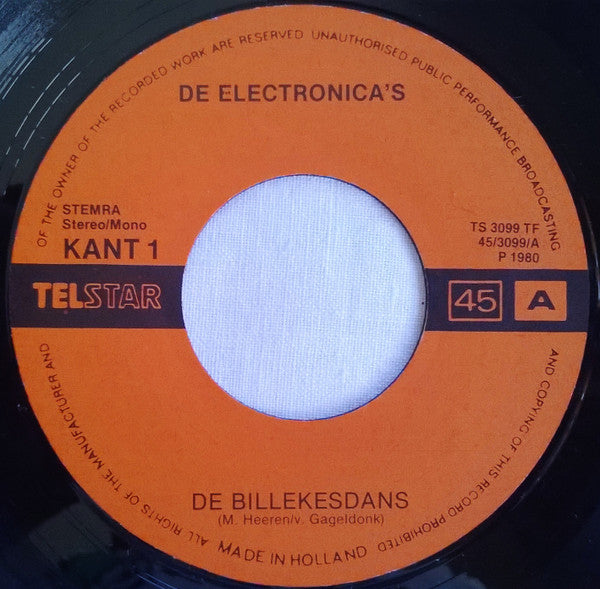 ALL RIGHTS OF THE MANUFACTURER AND OF THE OWNER OF THE RECORDED WORK ARE RESERVED UNAUTHORISED PUBLIC PERFORMANCE BROADCASTING AND COPYING OF THIS RECORD PROHIBITED
DE ELECTRONICA'S
STEMRA
Stereo/Mono
KANT 1
TS 3099 TF
45/3099/A
P 1980
TELSTAR
45 A
DE BILLEKESDANS
(M. Heeren/v. Gageldonk)
MADE IN HOLLAND